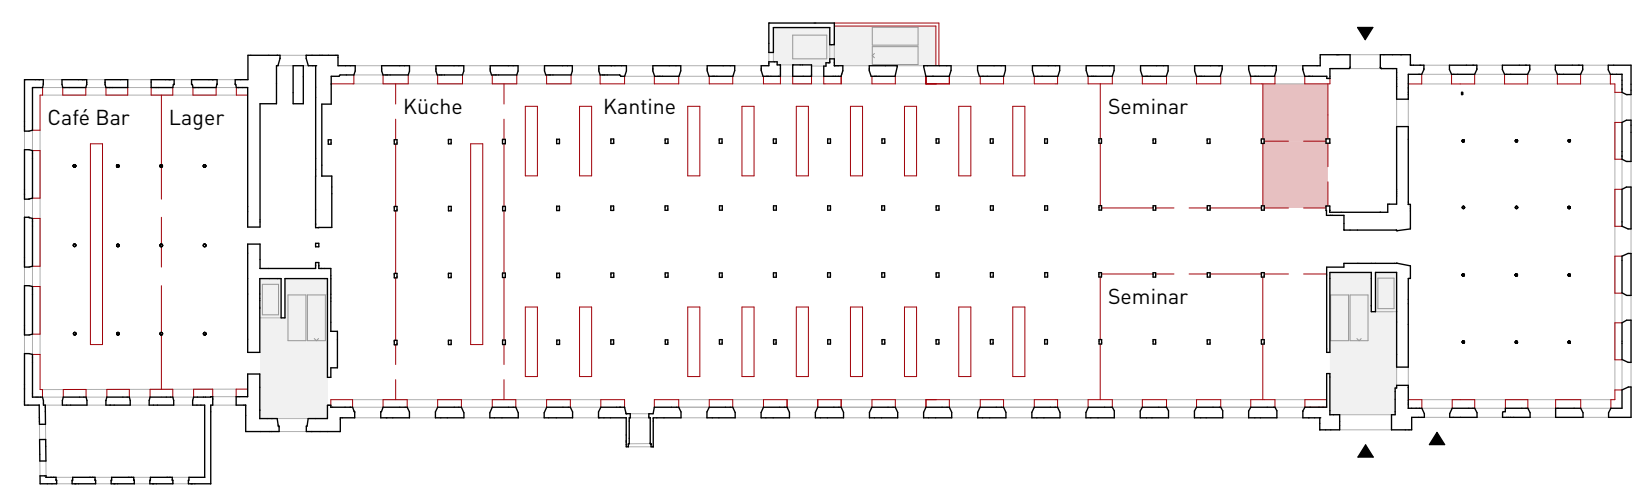 Café Bar
Lager
Küche
Kantine
Seminar
Seminar